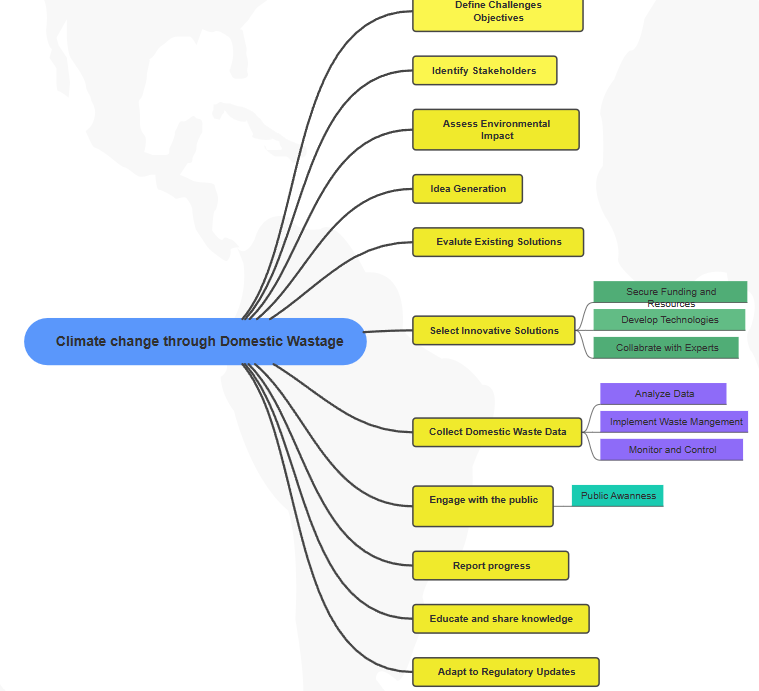 Define Challenges
Objectives
Identify Stakeholders
Assess Environmental
Impact
Idea Generation
Evalute Existing Solutions
Climate change through Domestic Wastage
Select Innovative Solutions
Secure Funding and
Resources
Develop Technologies
Collabrate with Experts
Collect Domestic Waste Data
Analyze Data
Implement Waste Mangement
Monitor and Control
Engage with the public
Public Awanness
Report progress
Educate and share knowledge
Adapt to Regulatory Updates